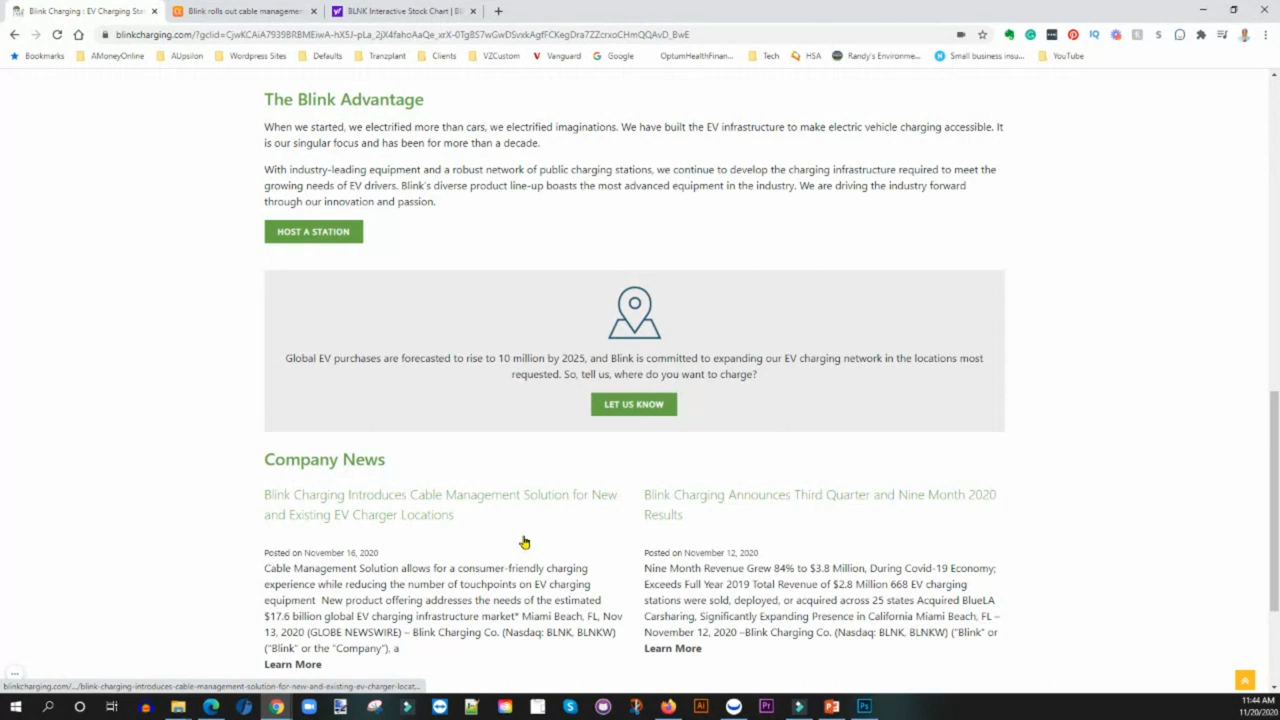 Blink Charging : EV Charging Sta
Blink rolls out cable managemen
BLNK Interactive Stock Chart | Bl
blinkcharging.com/?gclid=CjwKCAiA7939BRBMEiwA-hX5J-pLa_2jX4fahoAaQe_xrX-0TgBS7wGwDSvxkAgfFCKegDra7ZZcrxoCHmQQAvD_BwE
Bookmarks AMoneyOnline AUpsilon Wordpress Sites Defaults Tranzplant Clients VZCustom Vanguard Google OptumHealthFinan... Tech HSA Randy's Environme... Small business insu... YouTube
The Blink Advantage
When we started, we electrified more than cars, we electrified imaginations. We have built the EV infrastructure to make electric vehicle charging accessible. It
is our singular focus and has been for more than a decade.
With industry-leading equipment and a robust network of public charging stations, we continue to develop the charging infrastructure required to meet the
growing needs of EV drivers. Blink's diverse product line-up boasts the most advanced equipment in the industry. We are driving the industry forward
through our innovation and passion.
HOST A STATION
Global EV purchases are forecasted to rise to 10 million by 2025, and Blink is committed to expanding our EV charging network in the locations most
requested. So, tell us, where do you want to charge?
LET US KNOW
Company News
Blink Charging Introduces Cable Management Solution for New
and Existing EV Charger Locations
Posted on November 16, 2020
Cable Management Solution allows for a consumer-friendly charging
experience while reducing the number of touchpoints on EV charging
equipment New product offering addresses the needs of the estimated
$17.6 billion global EV charging infrastructure market* Miami Beach, FL, Nov
13, 2020 (GLOBE NEWSWIRE) – Blink Charging Co. (Nasdaq: BLNK, BLNKW)
("Blink" or the "Company"), a
Learn More
Blink Charging Announces Third Quarter and Nine Month 2020
Results
Posted on November 12, 2020
Nine Month Revenue Grew 84% to $3.8 Million, During Covid-19 Economy;
Exceeds Full Year 2019 Total Revenue of $2.8 Million 668 EV charging
stations were sold, deployed, or acquired across 25 states Acquired BlueLA
Carsharing, Significantly Expanding Presence in California Miami Beach, FL –
November 12, 2020 –Blink Charging Co. (Nasdaq: BLNK, BLNKW) ("Blink" or
Learn More
blinkcharging.com/.../blink-charging-introduces-cable-management-solution-for-new-and-existing-ev-charger-locat...
11:44 AM
11/20/2020